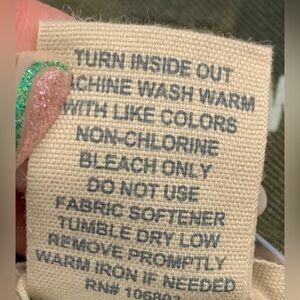 TURN INSIDE OUT
ACHINE WASH WARM
WITH LIKE COLORS
NON-CHLORINE
BLEACH ONLY
DO NOT USE
FABRIC SOFTENER
TUMBLE DRY LOW
REMOVE PROMPTLY
WARM IRON IF NEEDED
RN# 10680